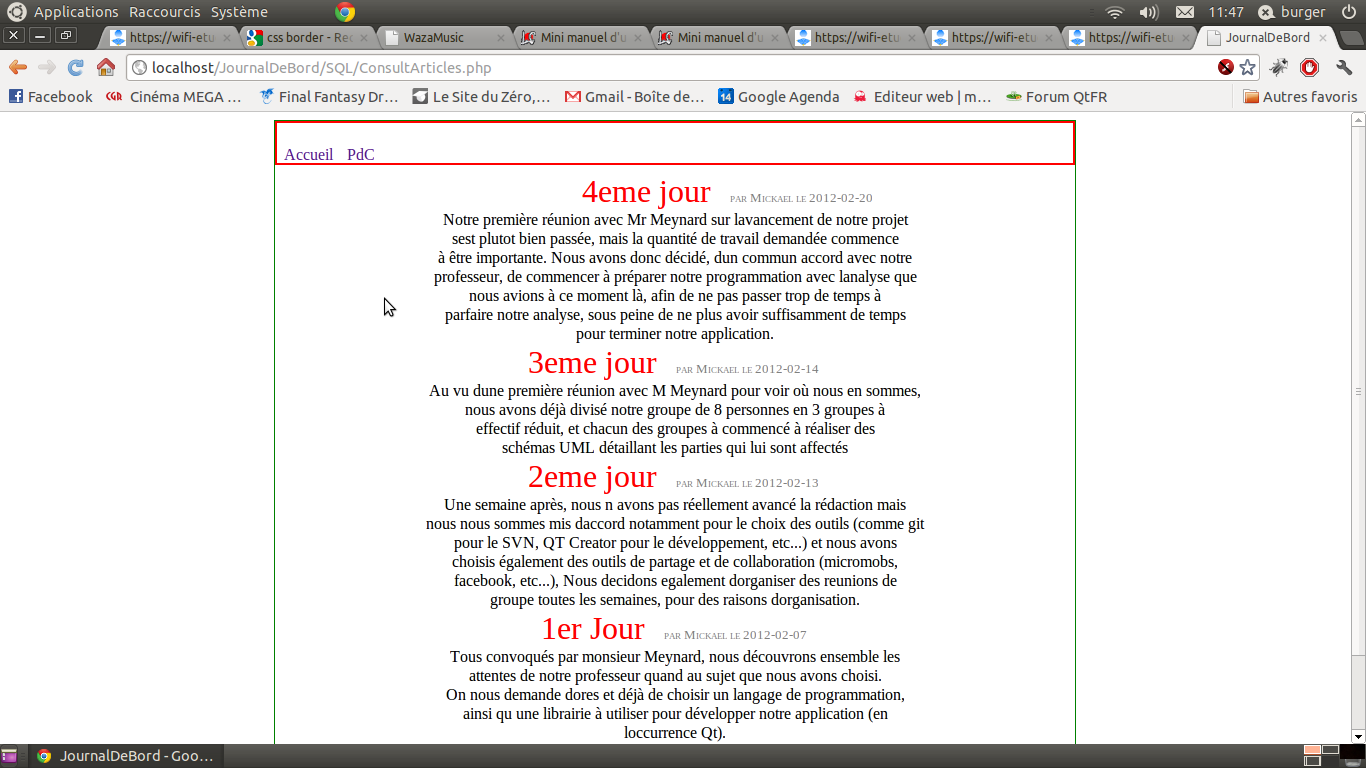 Applications Raccourcis Système 11:47 burger
https://wifi-etu css border - Rec WazaMusic Mini manuel d'u Mini manuel d'u https://wifi-etu https://wifi-etu https://wifi-etu JournalDeBord
localhost/JournalDeBord/SQL/ConsultArticles.php
Facebook CGR Cinéma MEGA ... Final Fantasy Dr... Le Site du Zéro,... Gmail - Boîte de... 14 Google Agenda Editeur web | m... Forum QtFR Autres favoris
Accueil PdC
4eme jour par Mickael le 2012-02-20
Notre première réunion avec Mr Meynard sur lavancement de notre projet
sest plutot bien passée, mais la quantité de travail demandée commence
à être importante. Nous avons donc décidé, dun commun accord avec notre
professeur, de commencer à préparer notre programmation avec lanalyse que
nous avions à ce moment là, afin de ne pas passer trop de temps à
parfaire notre analyse, sous peine de ne plus avoir suffisamment de temps
pour terminer notre application.
3eme jour par Mickael le 2012-02-14
Au vu dune première réunion avec M Meynard pour voir où nous en sommes,
nous avons déjà divisé notre groupe de 8 personnes en 3 groupes à
effectif réduit, et chacun des groupes à commencé à réaliser des
schémas UML détaillant les parties qui lui sont affectés
2eme jour par Mickael le 2012-02-13
Une semaine après, nous n avons pas réellement avancé la rédaction mais
nous nous sommes mis daccord notamment pour le choix des outils (comme git
pour le SVN, QT Creator pour le développement, etc...) et nous avons
choisis également des outils de partage et de collaboration (micromobs,
facebook, etc...), Nous decidons egalement dorganiser des reunions de
groupe toutes les semaines, pour des raisons dorganisation.
1er Jour par Mickael le 2012-02-07
Tous convoqués par monsieur Meynard, nous découvrons ensemble les
attentes de notre professeur quand au sujet que nous avons choisi.
On nous demande dores et déjà de choisir un langage de programmation,
ainsi qu une librairie à utiliser pour développer notre application (en
loccurrence Qt).
JournalDeBord - Goo...